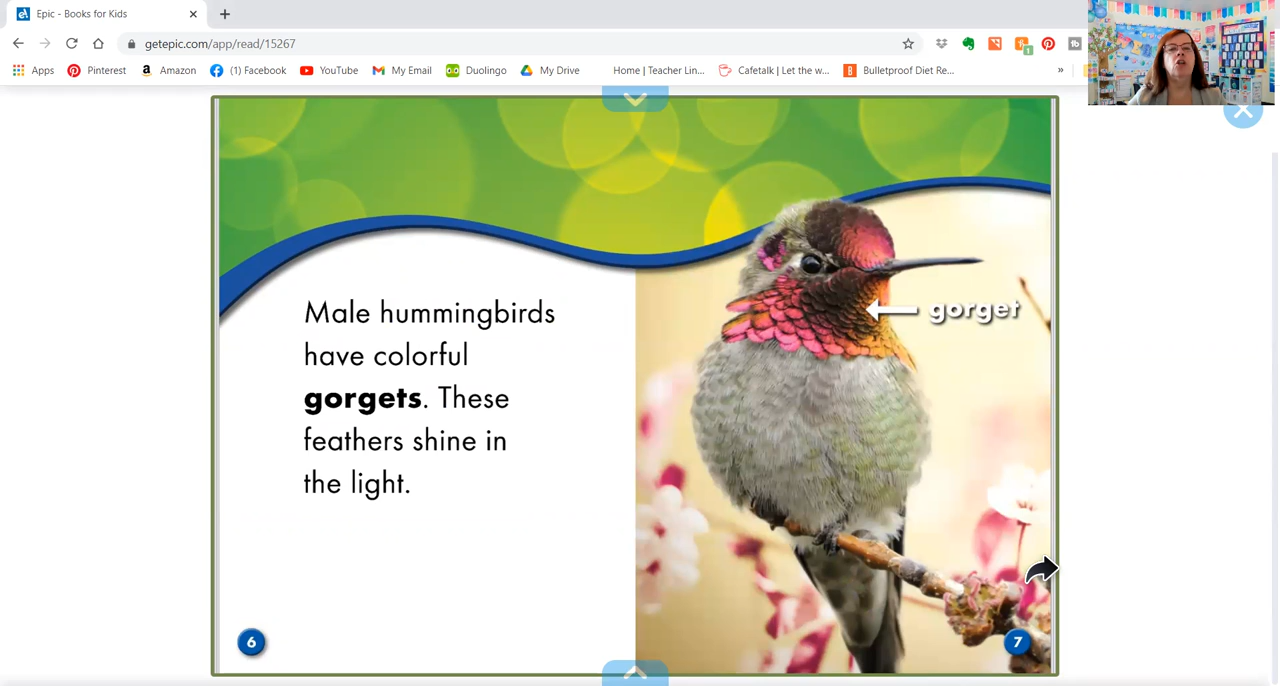 Epic - Books for Kids
getepic.com/app/read/15267
Apps Pinterest Amazon (1) Facebook YouTube My Email Duolingo My Drive Home | Teacher Lin... Cafetalk | Let the w... Bulletproof Diet Re... »
Male hummingbirds
have colorful
gorgets. These
feathers shine in
the light.
gorget
6
7